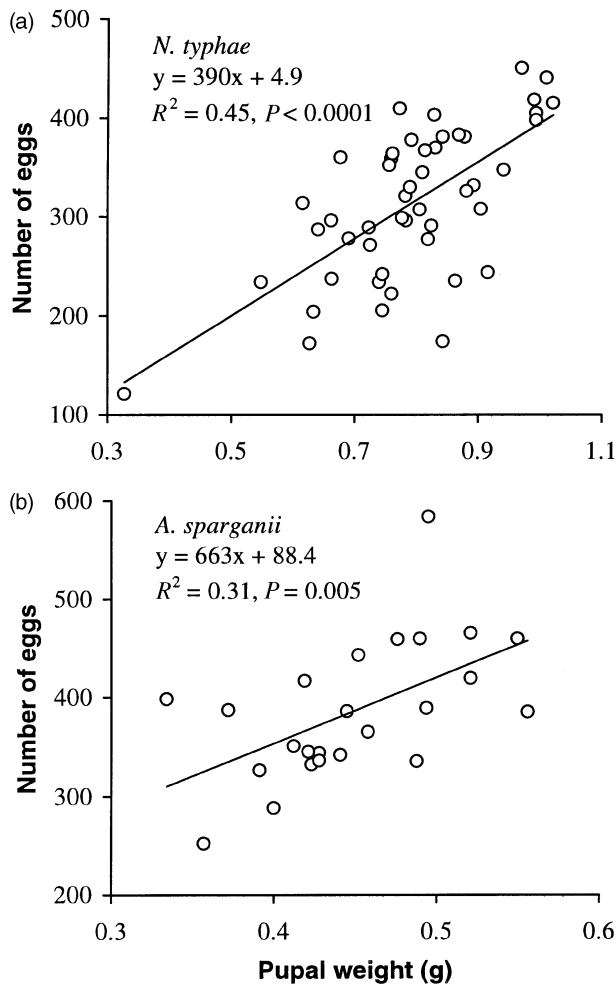 (a)
500
N. typhae
y = 390x + 4.9
R² = 0.45, P < 0.0001
400
300
200
100
Number of eggs
0.3 0.5 0.7 0.9 1.1
(b)
600
A. sparganii
y = 663x + 88.4
R² = 0.31, P = 0.005
500
400
300
200
Number of eggs
0.3 0.4 0.5 0.6
Pupal weight (g)